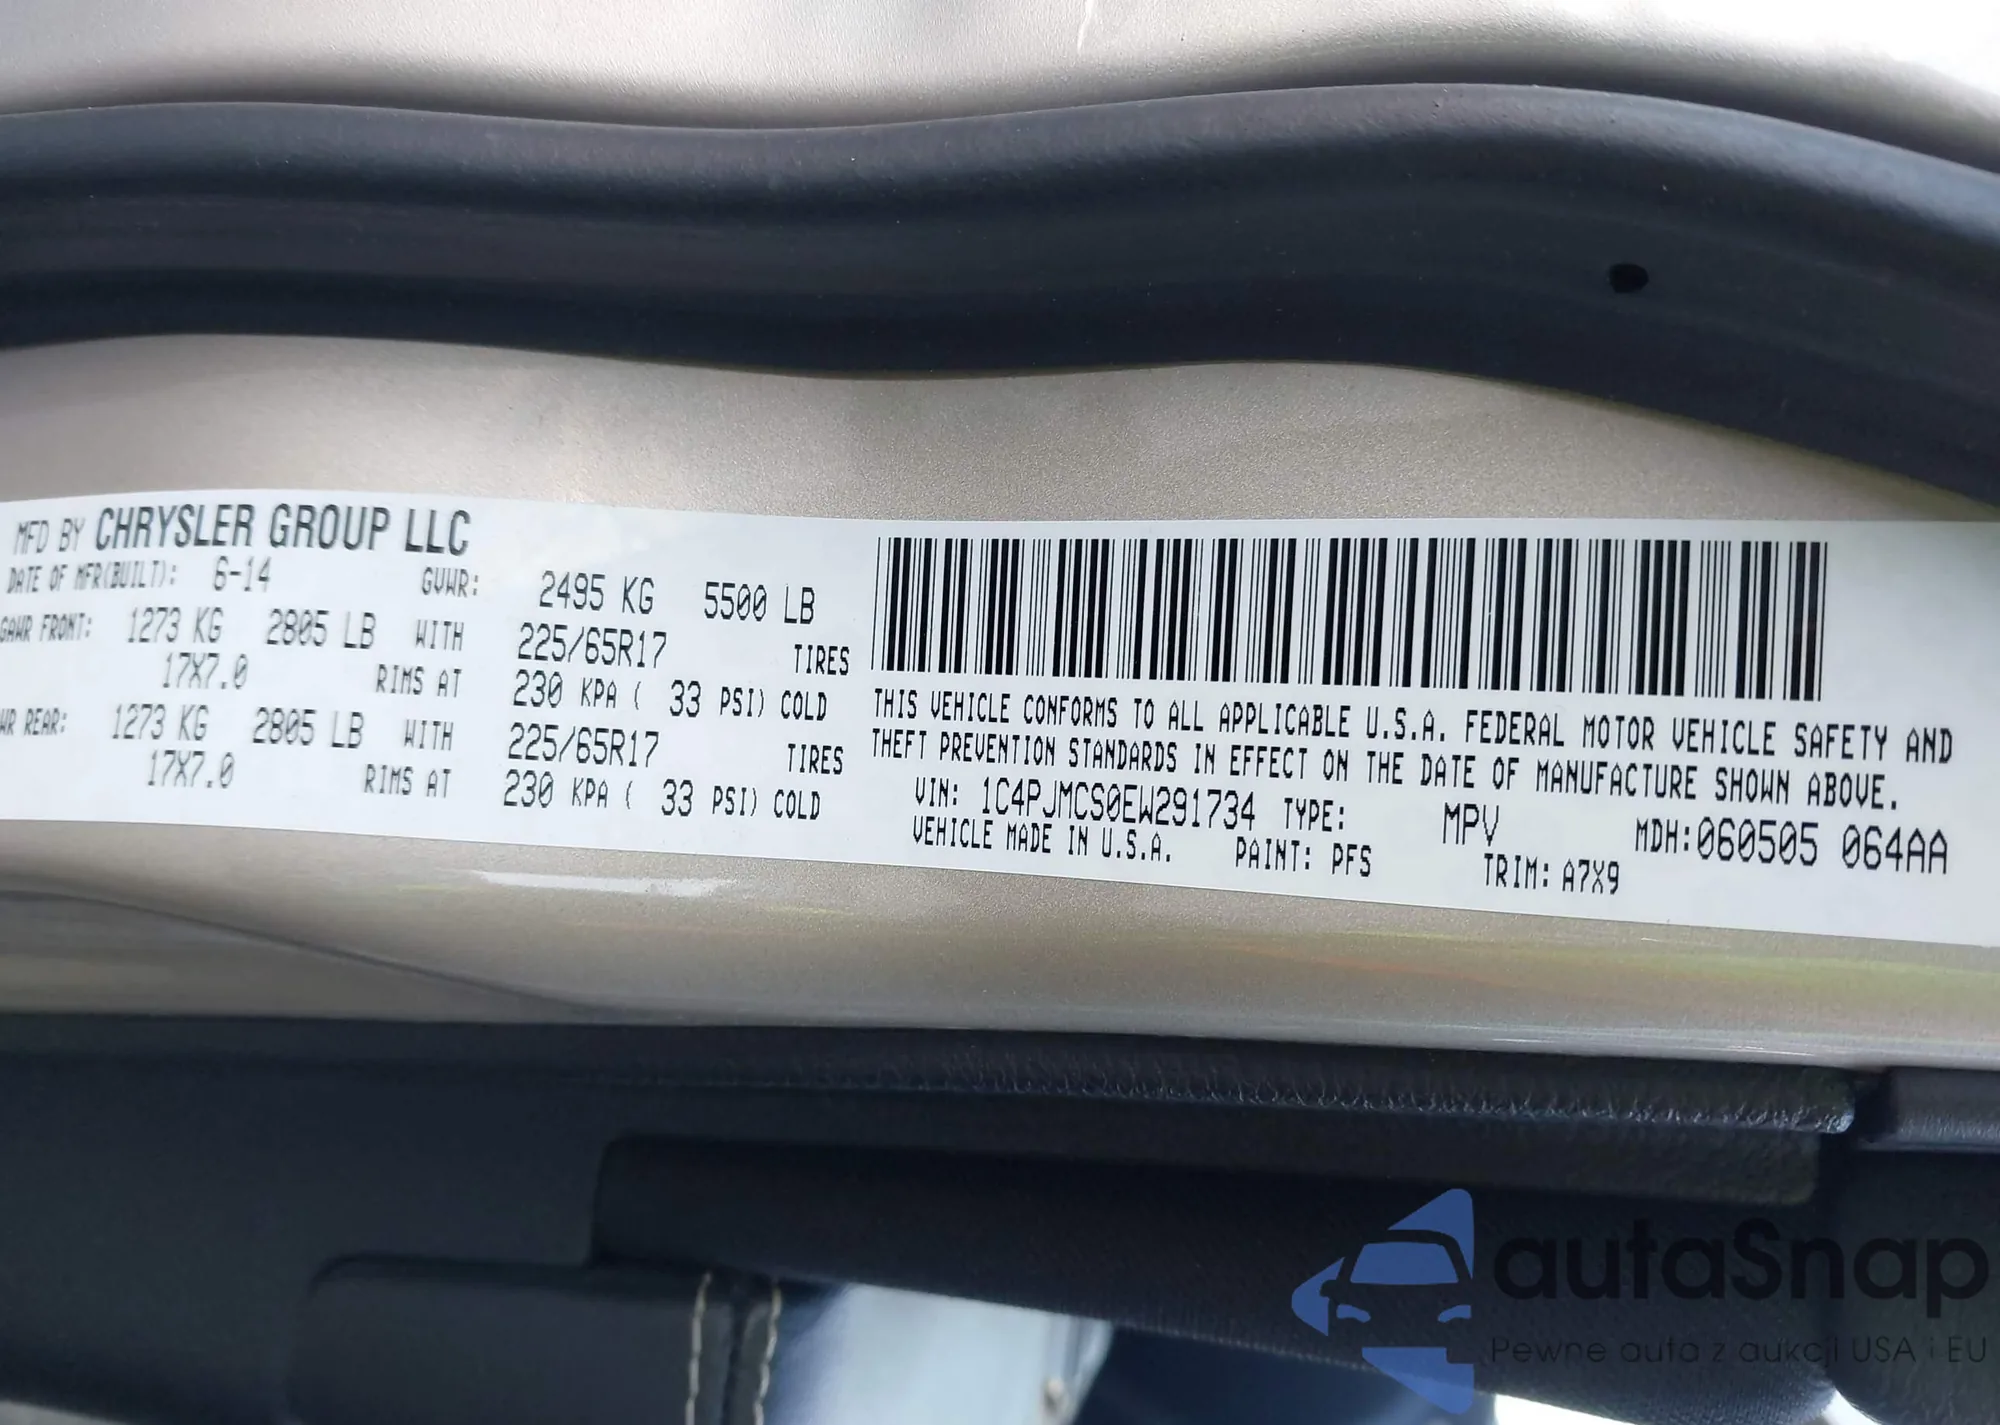 MFD BY CHRYSLER GROUP LLC
DATE OF MFR(BUILT): 6-14 GVWR: 2495 KG 5500 LB
GAWR FRONT: 1273 KG 2805 LB WITH 225/65R17 TIRES
17X7.0 RIMS AT 230 KPA ( 33 PSI) COLD
WR REAR: 1273 KG 2805 LB WITH 225/65R17 TIRES
17X7.0 RIMS AT 230 KPA ( 33 PSI) COLD
THIS VEHICLE CONFORMS TO ALL APPLICABLE U.S.A. FEDERAL MOTOR VEHICLE SAFETY AND
THEFT PREVENTION STANDARDS IN EFFECT ON THE DATE OF MANUFACTURE SHOWN ABOVE.
VIN: 1C4PJMCS0EW291734 TYPE: MPV MDH:060505 064AA
VEHICLE MADE IN U.S.A. PAINT: PFS TRIM: A7X9
autaSnap
Pewne auta z aukcji USA i EU